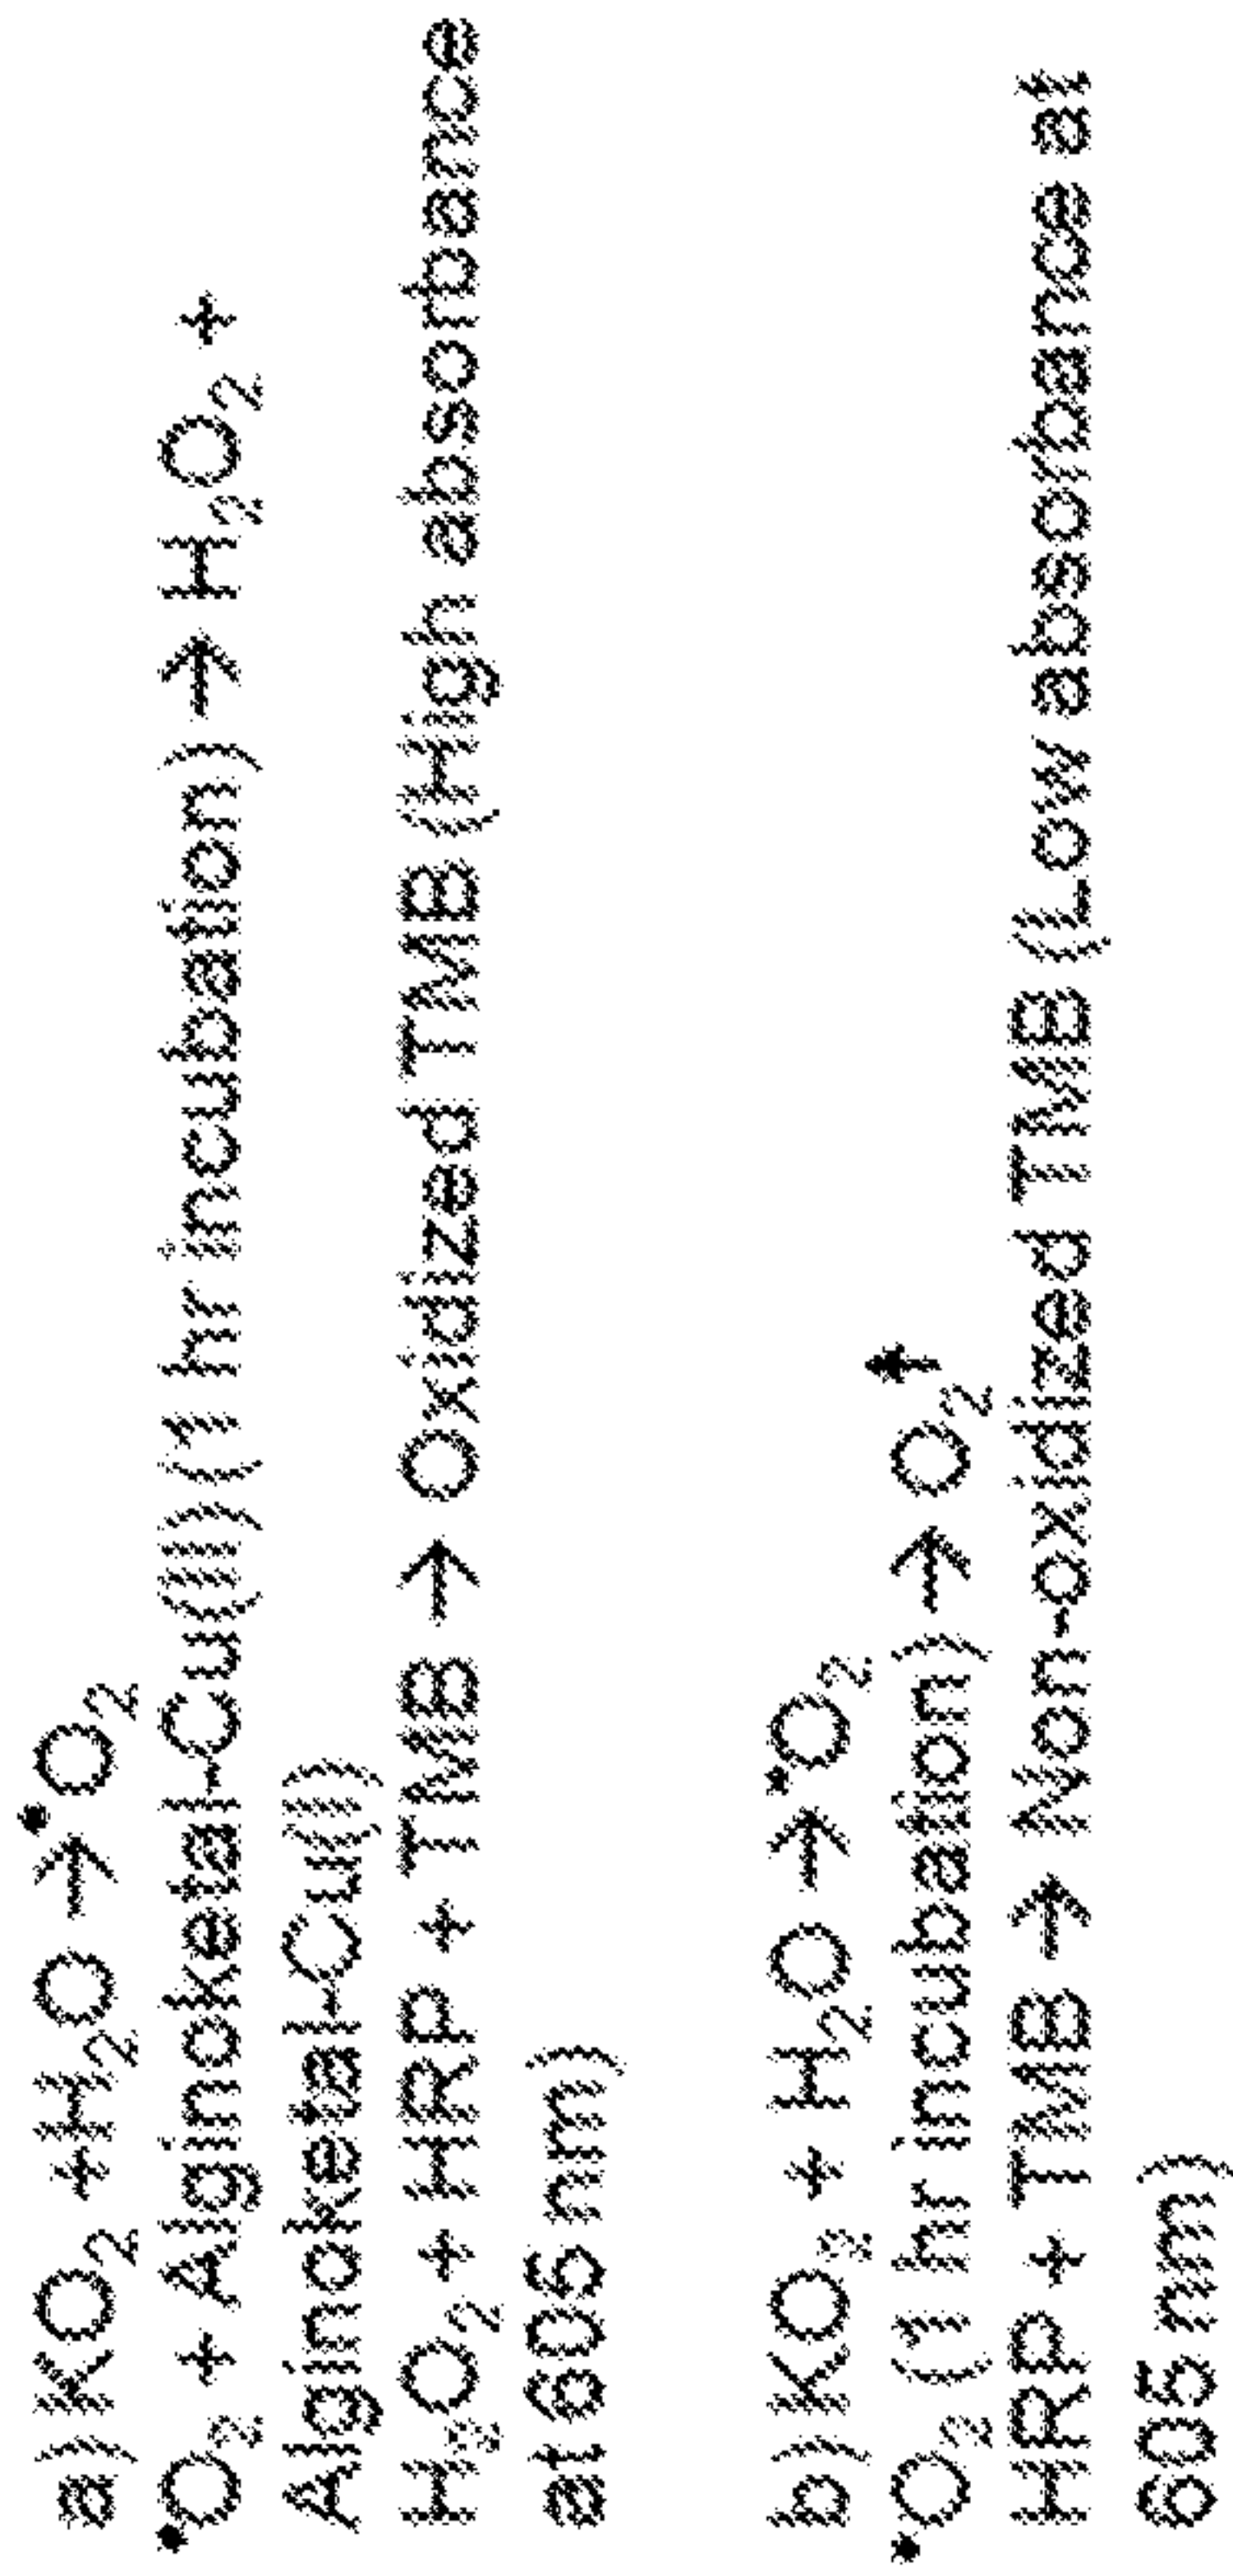 a) KO₂ +H₂O → •O₂
•O₂ + Alginoketal-Cu(II) (1 hr incubation) → H₂O₂ +
Alginoketal-Cu(I)
H₂O₂ + HRP + TMB → Oxidized TMB (High absorbance
at 605 nm)
b) KO₂ + H₂O → •O₂
•O₂ (1 hr incubation) → O₂↑
HRP + TMB → Non-oxidized TMB (Low absorbance at
605 nm)